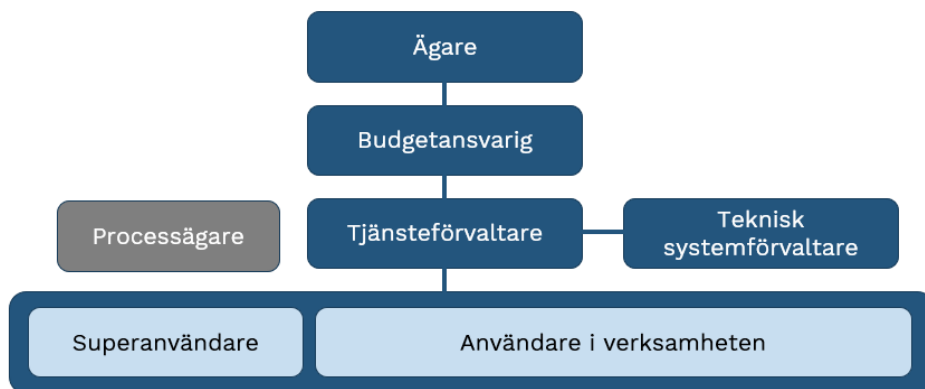 Ägare
Budgetansvarig
Processägare
Tjänsteförvaltare
Teknisk
systemförvaltare
Superanvändare
Användare i verksamheten